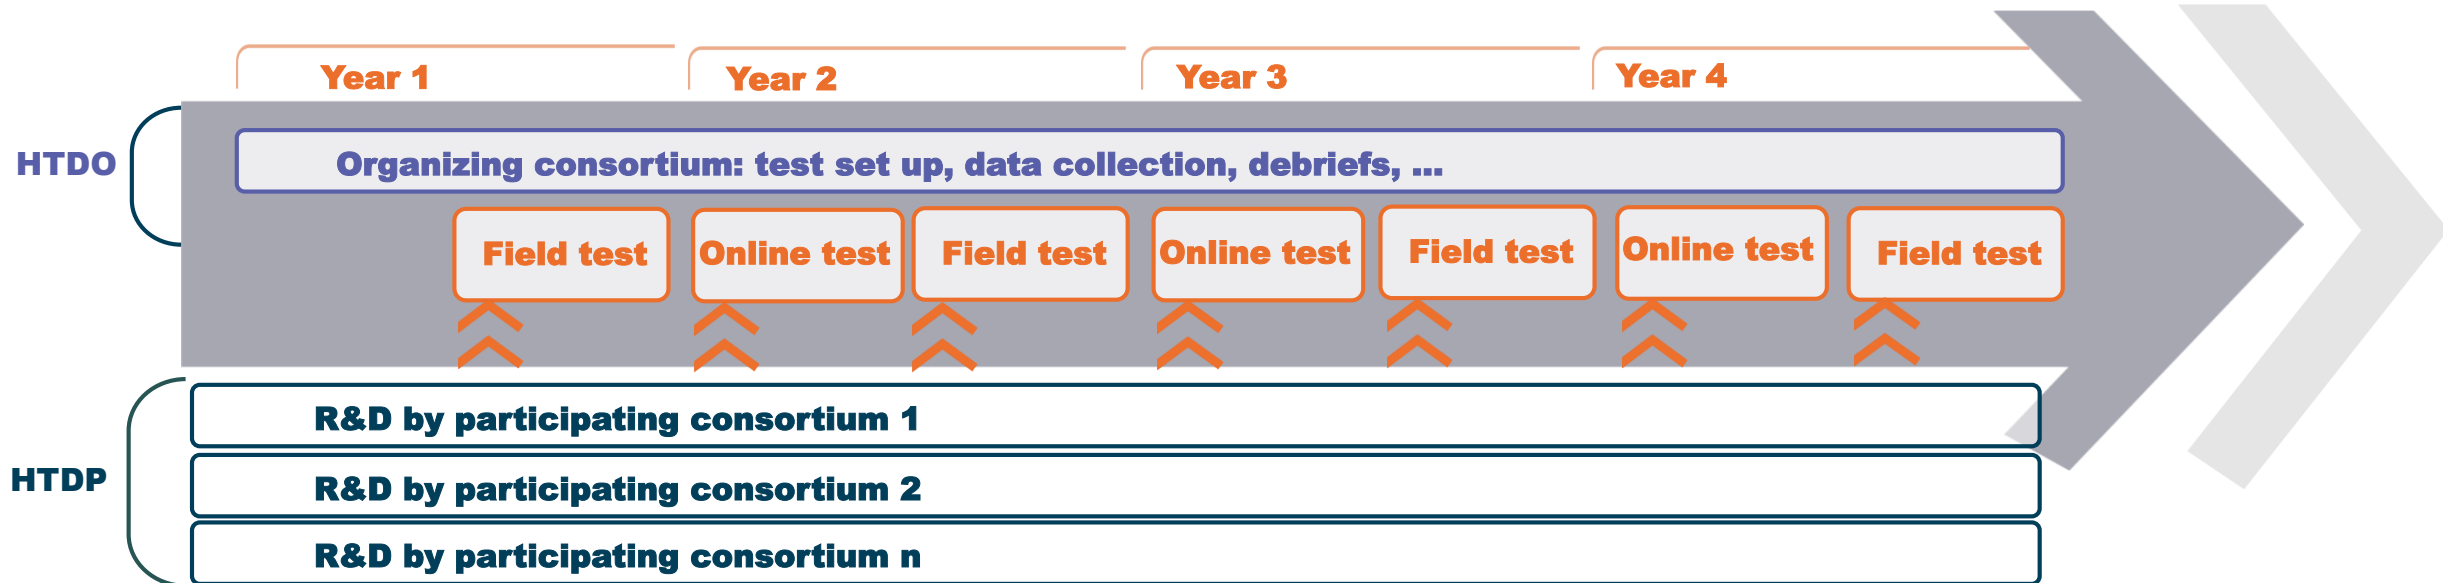 Year 1
Year 2
Year 3
Year 4
HTDO
Organizing consortium: test set up, data collection, debriefs, ...
Field test
Online test
Field test
Online test
Field test
Online test
Field test
HTDP
R&D by participating consortium 1
R&D by participating consortium 2
R&D by participating consortium n